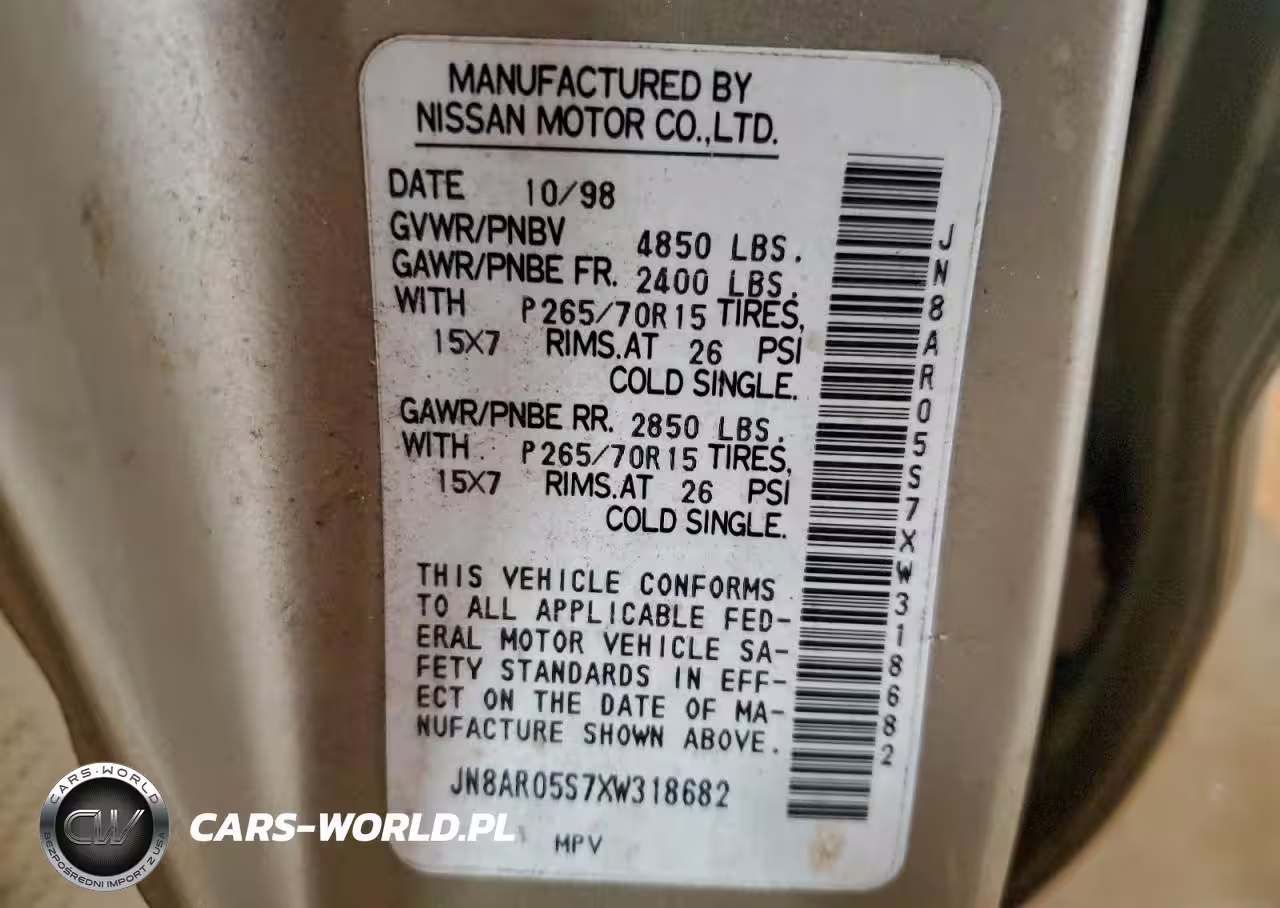 MANUFACTURED BY
NISSAN MOTOR CO.,LTD.
DATE 10/98
GVWR/PNBV 4850 LBS.
GAWR/PNBE FR. 2400 LBS.
WITH P265/70R15 TIRES,
15X7 RIMS.AT 26 PSI
COLD SINGLE.
GAWR/PNBE RR. 2850 LBS.
WITH P265/70R15 TIRES,
15X7 RIMS.AT 26 PSI
COLD SINGLE.
THIS VEHICLE CONFORMS
TO ALL APPLICABLE FED-
ERAL MOTOR VEHICLE SA-
FETY STANDARDS IN EFF-
ECT ON THE DATE OF MA-
NUFACTURE SHOWN ABOVE.
JN8AR05S7XW318682
MPV
JN8AR05S7XW318682
CARS-WORLD
CW
BEZPOŚREDNI IMPORT Z USA
CARS-WORLD.PL